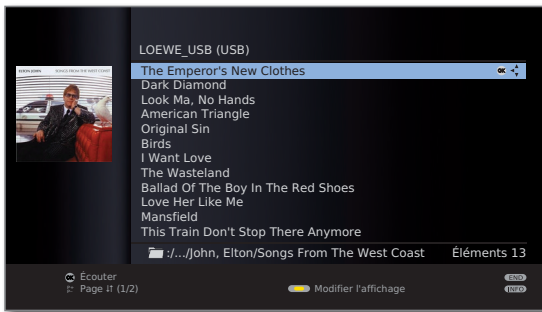 LOEWE_USB (USB)
ELTON JOHN SONGS FROM THE WEST COAST
The Emperor's New Clothes OK
Dark Diamond
Look Ma, No Hands
American Triangle
Original Sin
Birds
I Want Love
The Wasteland
Ballad Of The Boy In The Red Shoes
Love Her Like Me
Mansfield
This Train Don't Stop There Anymore
:/.../John, Elton/Songs From The West Coast Éléments 13
OK Écouter END
Page ↓↑ (1/2) Modifier l'affichage INFO